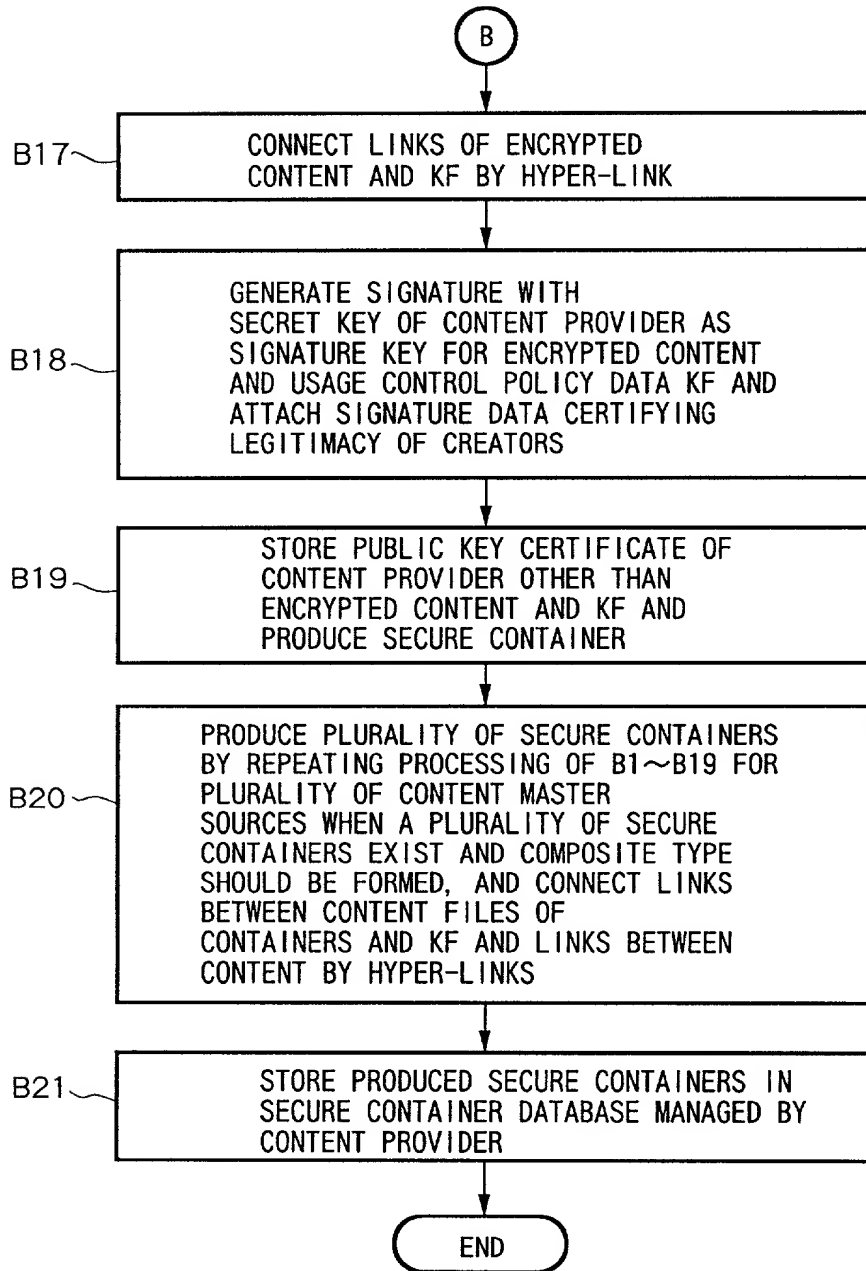 B
B17
CONNECT LINKS OF ENCRYPTED
CONTENT AND KF BY HYPER-LINK
B18
GENERATE SIGNATURE WITH
SECRET KEY OF CONTENT PROVIDER AS
SIGNATURE KEY FOR ENCRYPTED CONTENT
AND USAGE CONTROL POLICY DATA KF AND
ATTACH SIGNATURE DATA CERTIFYING
LEGITIMACY OF CREATORS
B19
STORE PUBLIC KEY CERTIFICATE OF
CONTENT PROVIDER OTHER THAN
ENCRYPTED CONTENT AND KF AND
PRODUCE SECURE CONTAINER
B20
PRODUCE PLURALITY OF SECURE CONTAINERS
BY REPEATING PROCESSING OF B1~B19 FOR
PLURALITY OF CONTENT MASTER
SOURCES WHEN A PLURALITY OF SECURE
CONTAINERS EXIST AND COMPOSITE TYPE
SHOULD BE FORMED, AND CONNECT LINKS
BETWEEN CONTENT FILES OF
CONTAINERS AND KF AND LINKS BETWEEN
CONTENT BY HYPER-LINKS
B21
STORE PRODUCED SECURE CONTAINERS IN
SECURE CONTAINER DATABASE MANAGED BY
CONTENT PROVIDER
END